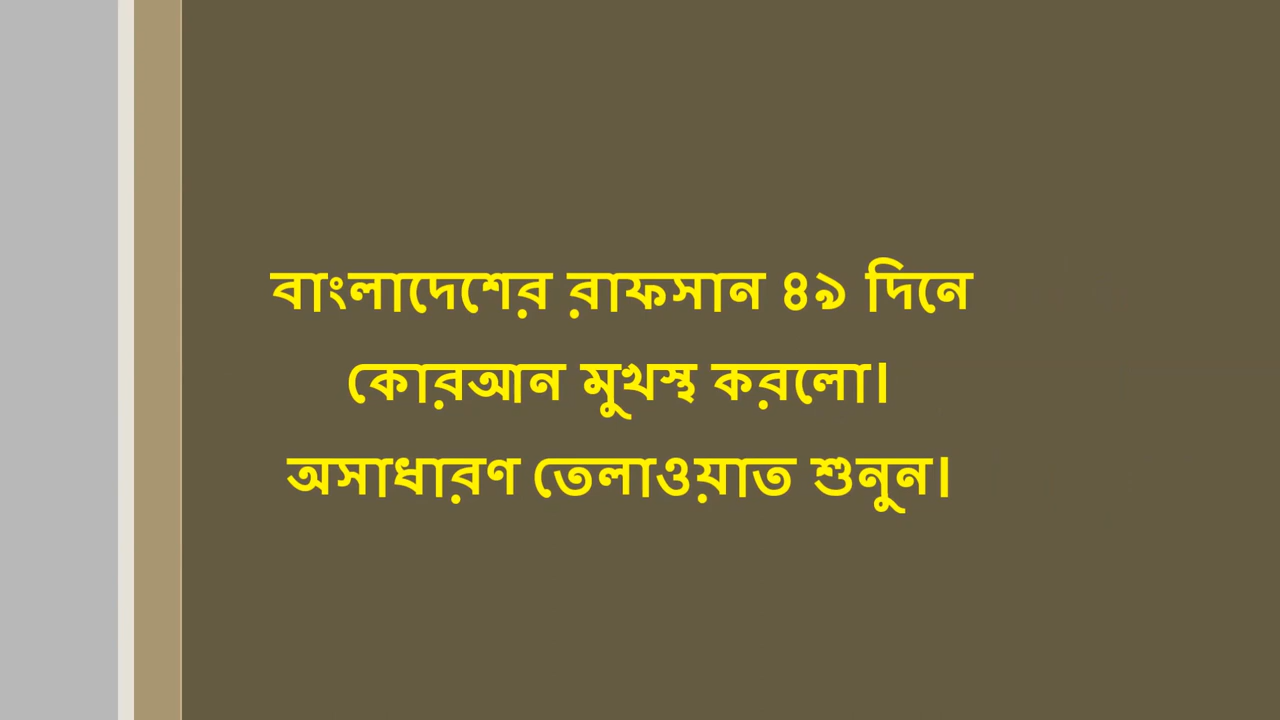 বাংলাদেশের রাফসান ৪৯ দিনে
কোরআন মুখস্থ করলো।
অসাধারণ তেলাওয়াত শুনুন।